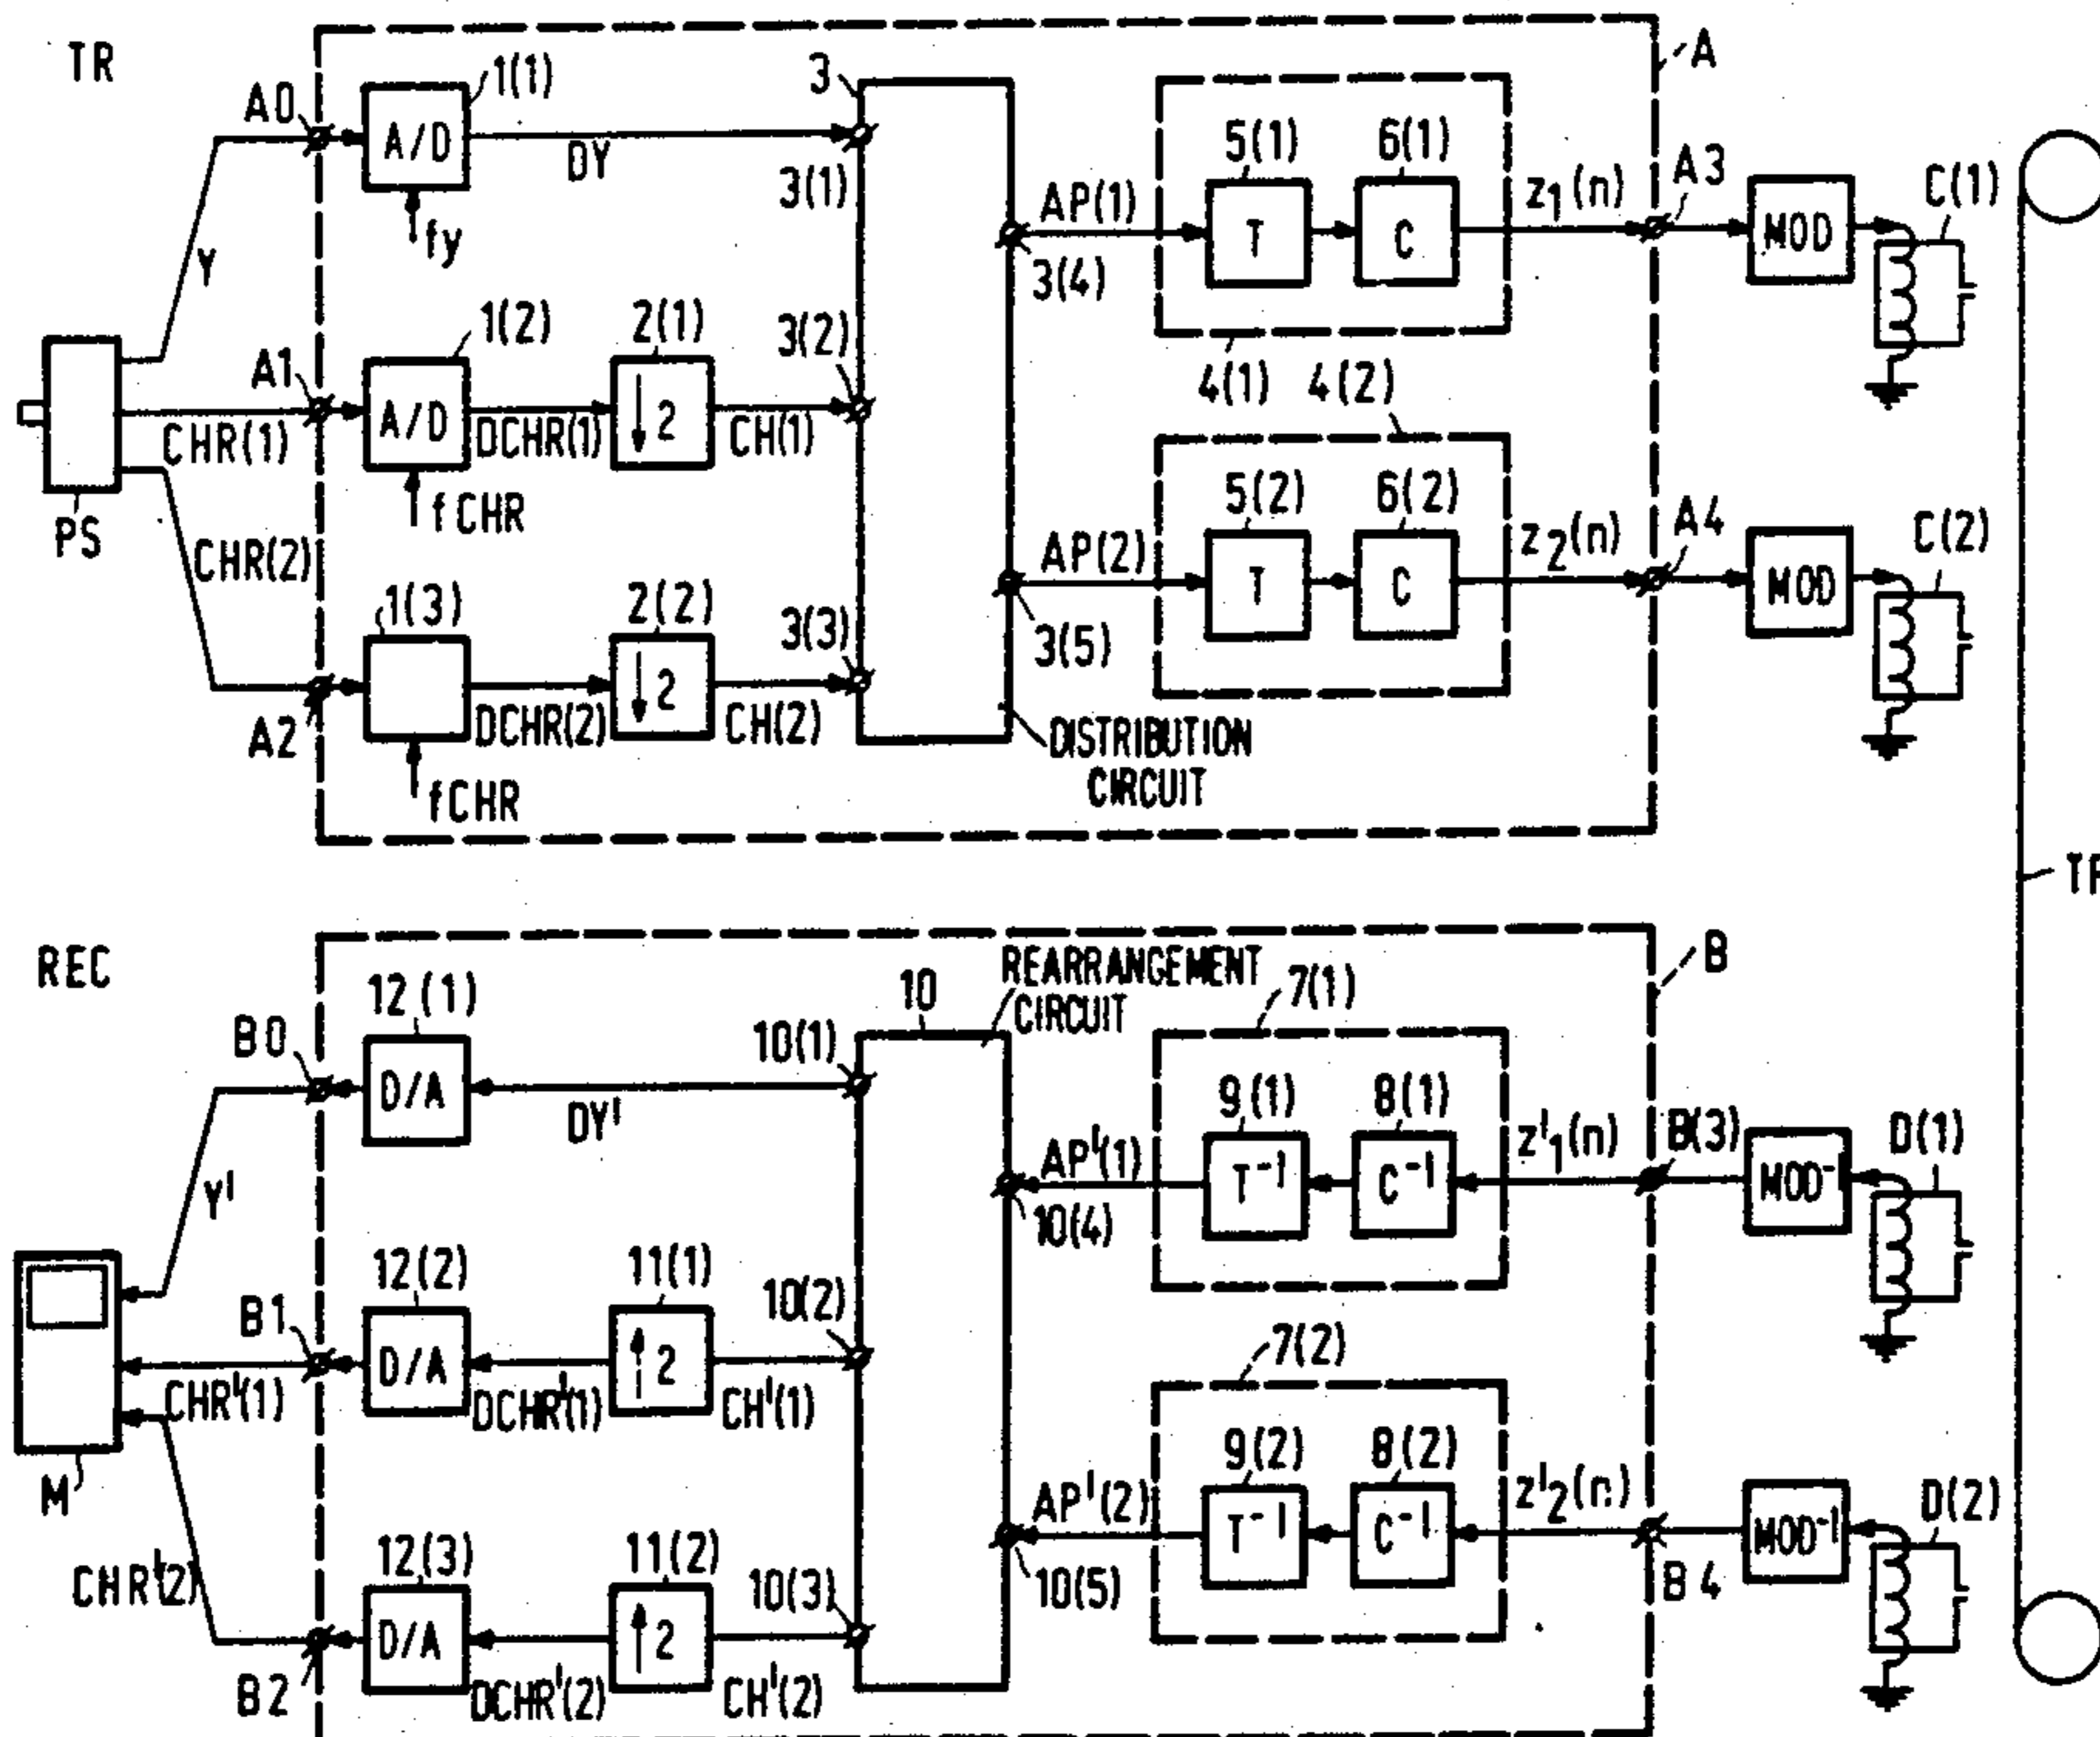 TR
A
A0
1(1)
A/D
DY
fy
Y
3
3(1)
AP(1)
3(4)
5(1)
T
6(1)
C
z1(n)
A3
MOD
C(1)
4(1)
PS
A1
CHR(1)
1(2)
A/D
fCHR
DCHR(1)
2(1)
↓2
CH(1)
3(2)
4(2)
CHR(2)
A2
1(3)
fCHR
DCHR(2)
2(2)
↓2
CH(2)
3(3)
AP(2)
3(5)
5(2)
T
6(2)
C
z2(n)
A4
MOD
C(2)
DISTRIBUTION
CIRCUIT
REC
B
B0
12(1)
D/A
DY'
Y'
10
REARRANGEMENT
CIRCUIT
10(1)
AP'(1)
10(4)
7(1)
9(1)
T-1
8(1)
C-1
z'1(n)
B(3)
MOD-1
D(1)
M
B1
CHR'(1)
12(2)
D/A
DCHR'(1)
11(1)
↑2
CH'(1)
10(2)
7(2)
CHR'(2)
B2
12(3)
D/A
DCHR'(2)
11(2)
↑2
CH'(2)
10(3)
AP'(2)
10(5)
9(2)
T-1
8(2)
C-1
z'2(n)
B4
MOD-1
D(2)